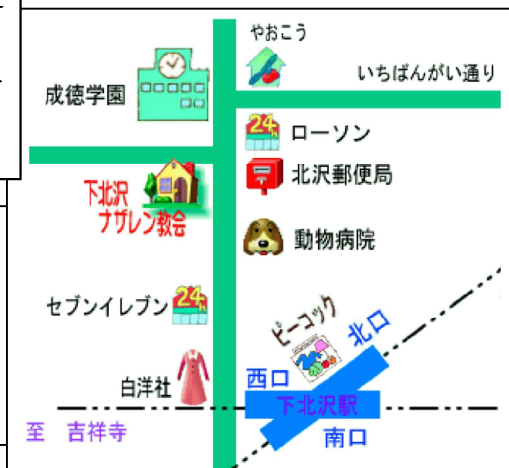 やおこう
いちばんがい通り
成徳学園
24h
ローソン
北沢郵便局
下北沢
ナザレン教会
動物病院
セブンイレブン
24h
ピーコック
北口
白洋社
西口
下北沢駅
至 吉祥寺
南口